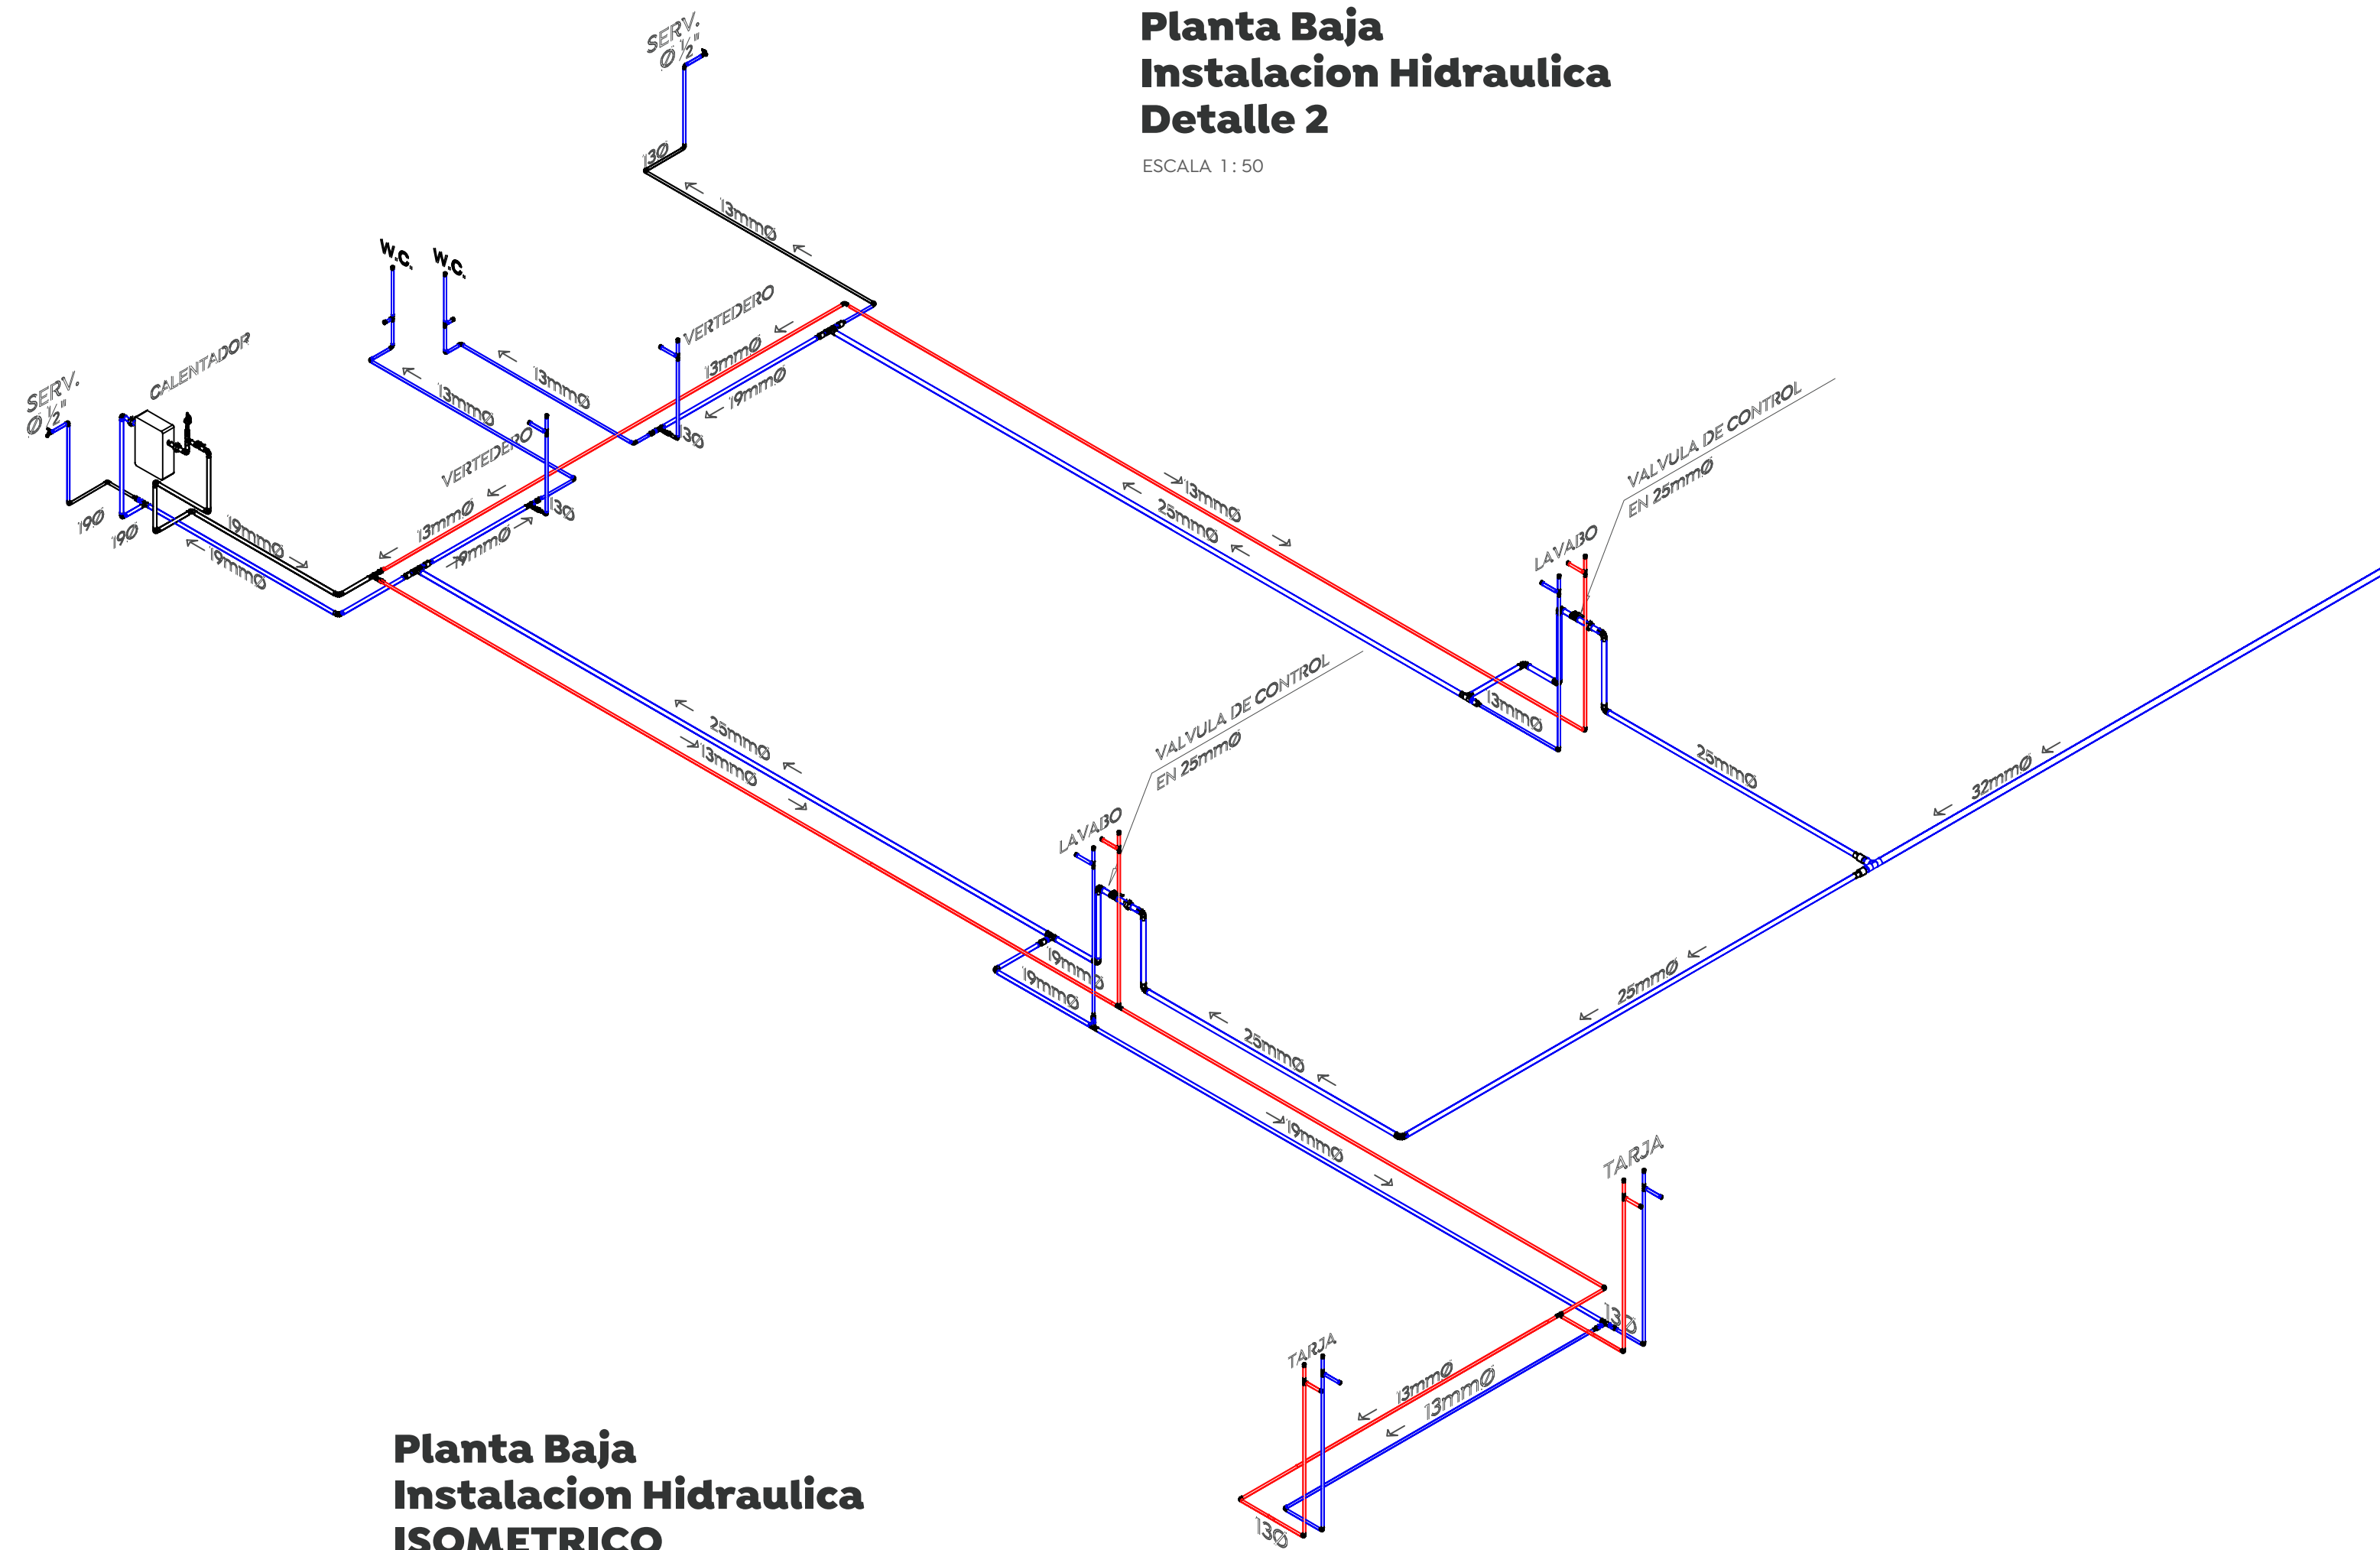 Planta Baja
Instalacion Hidraulica
Detalle 2
ESCALA 1 : 50
SERV.
Ø ½"
13Ø
13mmØ
W.C.
W.C.
VERTEDERO
13mmØ
19mmØ
13Ø
13mmØ
13mmØ
CALENTADOR
SERV.
Ø ½"
VERTEDERO
13Ø
13mmØ
19mmØ
19Ø
19Ø
19mmØ
19mmØ
13mmØ
25mmØ
VALVULA DE CONTROL
EN 25mmØ
LAVABO
13mmØ
25mmØ
32mmØ
25mmØ
13mmØ
VALVULA DE CONTROL
EN 25mmØ
LAVABO
19mmØ
19mmØ
25mmØ
25mmØ
19mmØ
TARJA
13Ø
TARJA
13mmØ
13mmØ
13Ø
Planta Baja
Instalacion Hidraulica
ISOMETRICO